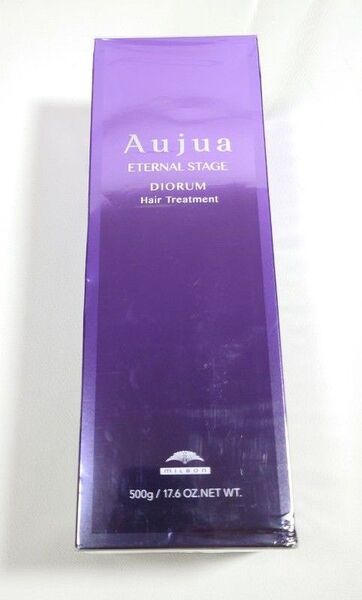 Aujua
ETERNAL STAGE
DIORUM
Hair Treatment
milbon
500g / 17.6 OZ.NET WT.